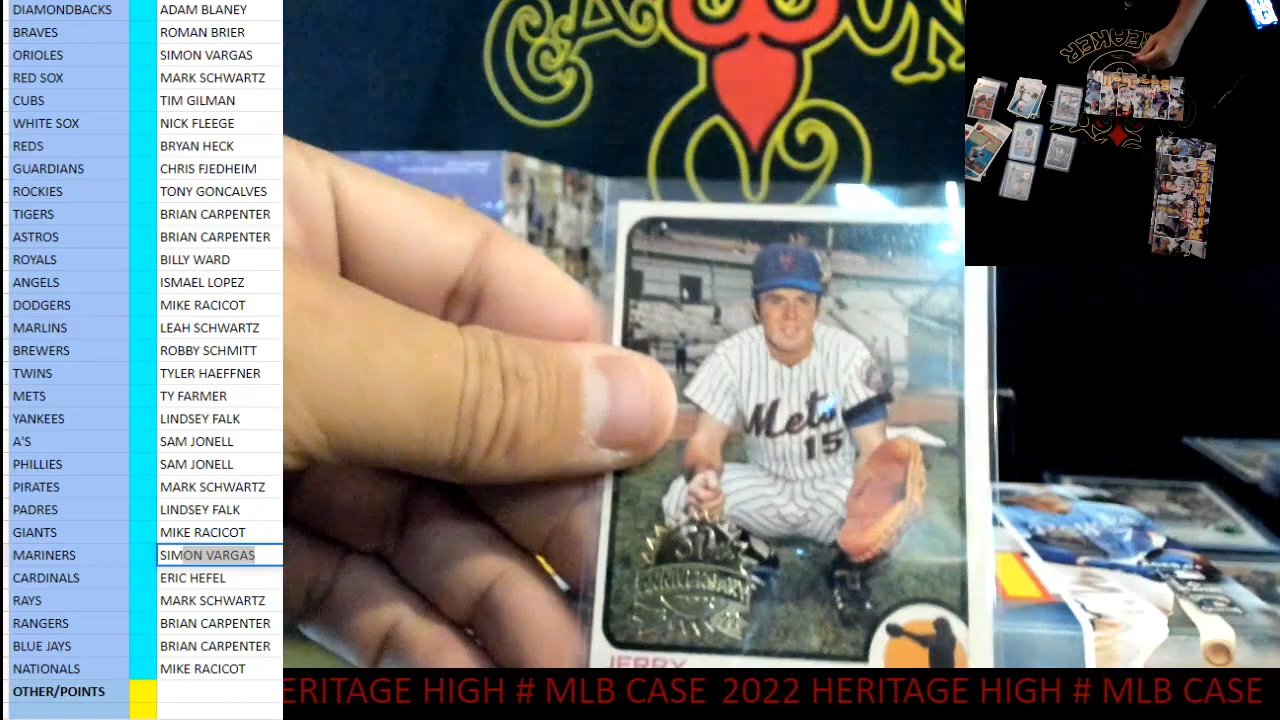 DIAMONDBACKS ADAM BLANEY
BRAVES ROMAN BRIER
ORIOLES SIMON VARGAS
RED SOX MARK SCHWARTZ
CUBS TIM GILMAN
WHITE SOX NICK FLEEGE
REDS BRYAN HECK
GUARDIANS CHRIS FJEDHEIM
ROCKIES TONY GONCALVES
TIGERS BRIAN CARPENTER
ASTROS BRIAN CARPENTER
ROYALS BILLY WARD
ANGELS ISMAEL LOPEZ
DODGERS MIKE RACICOT
MARLINS LEAH SCHWARTZ
BREWERS ROBBY SCHMITT
TWINS TYLER HAEFFNER
METS TY FARMER
YANKEES LINDSEY FALK
A'S SAM JONELL
PHILLIES SAM JONELL
PIRATES MARK SCHWARTZ
PADRES LINDSEY FALK
GIANTS MIKE RACICOT
MARINERS SIMON VARGAS
CARDINALS ERIC HEFEL
RAYS MARK SCHWARTZ
RANGERS BRIAN CARPENTER
BLUE JAYS BRIAN CARPENTER
NATIONALS MIKE RACICOT
OTHER/POINTS
Mets
15
ANNIVERSARY
JERRY
ERITAGE HIGH # MLB CASE 2022 HERITAGE HIGH # MLB CASE